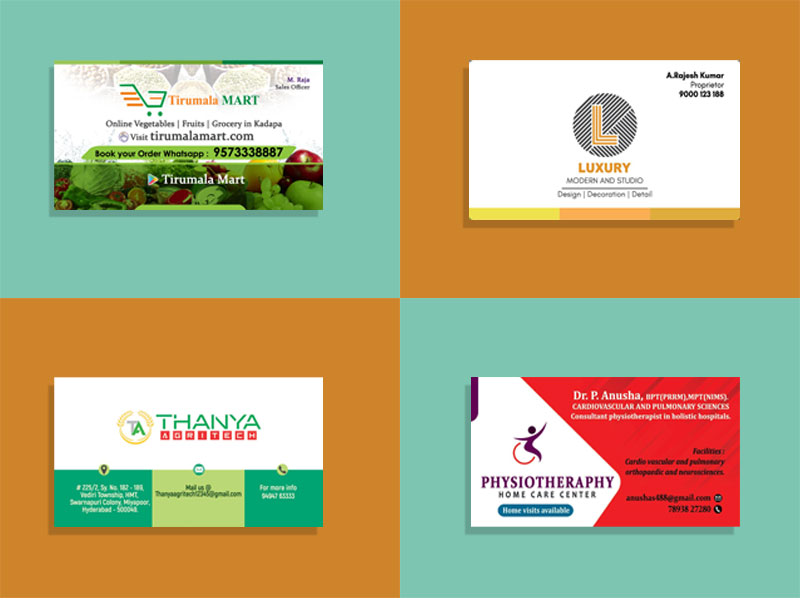 M. Raja
Sales Officer
Tirumala MART
Online Vegetables | Fruits | Grocery in Kadapa
Visit tirumalamart.com
Book your Order Whatsapp : 9573338887
Tirumala Mart
A.Rajesh Kumar
Proprietor
9000 123 188
L
LUXURY
MODERN AND STUDIO
Design | Decoration | Detail
TA
THANYA
AGRITECH
# 225/2, Sy. No. 182 - 189,
Vediri Township, HMT,
Swarnapuri Colony, Miyapoor,
Hyderabad - 500049.
Mail us @
Thanyaagritech12345@gmail.com
For more info
94947 83333
Dr. P. Anusha, BPT(PRRM),MPT(NIMS).
CARDIOVASCULAR AND PULMONARY SCIENCES
Consultant physiotherapist in holistic hospitals.
Facilities :
Cardio vascular and pulmonary
orthopaedic and neurosciences.
PHYSIOTHERAPHY
HOME CARE CENTER
Home visits available
anushas488@gmail.com
78938 27280